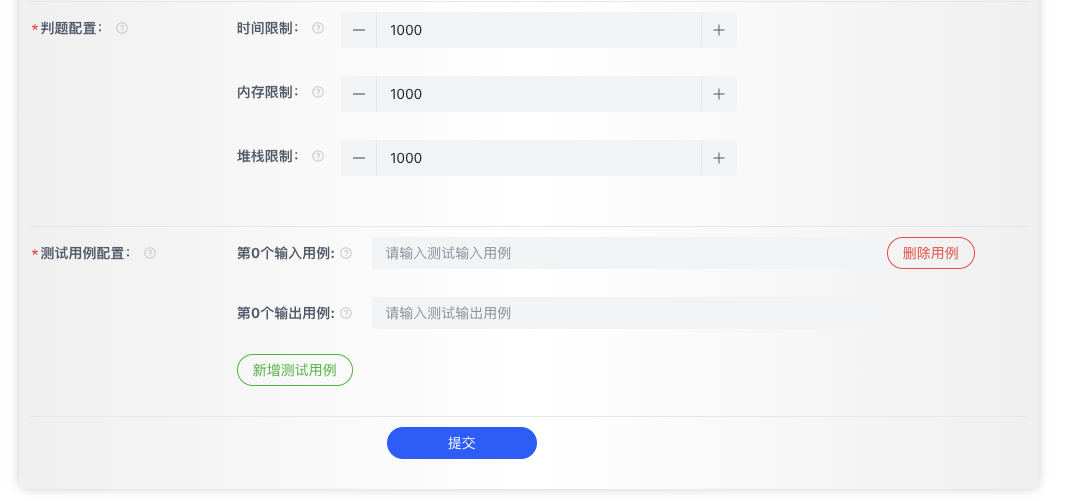 *判题配置： 时间限制： 1000
内存限制： 1000
堆栈限制： 1000
*测试用例配置： 第0个输入用例: 请输入测试输入用例 删除用例
第0个输出用例: 请输入测试输出用例
新增测试用例
提交